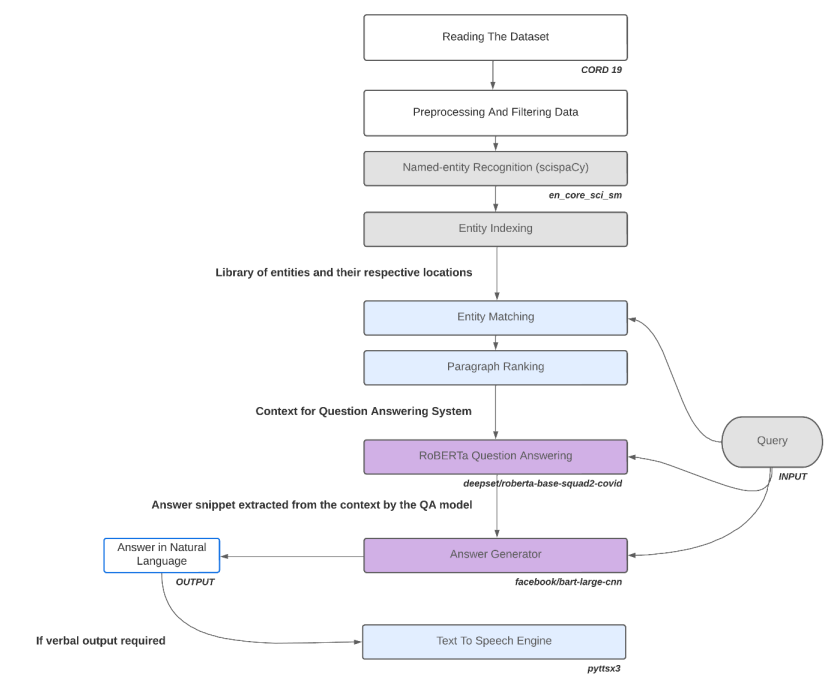 Reading The Dataset
CORD 19
Preprocessing And Filtering Data
Named-entity Recognition (scispaCy)
en_core_sci_sm
Entity Indexing
Library of entities and their respective locations
Entity Matching
Paragraph Ranking
Context for Question Answering System
Query
INPUT
RoBERTa Question Answering
deepset/roberta-base-squad2-covid
Answer snippet extracted from the context by the QA model
Answer in Natural
Language
OUTPUT
Answer Generator
facebook/bart-large-cnn
If verbal output required
Text To Speech Engine
pyttsx3